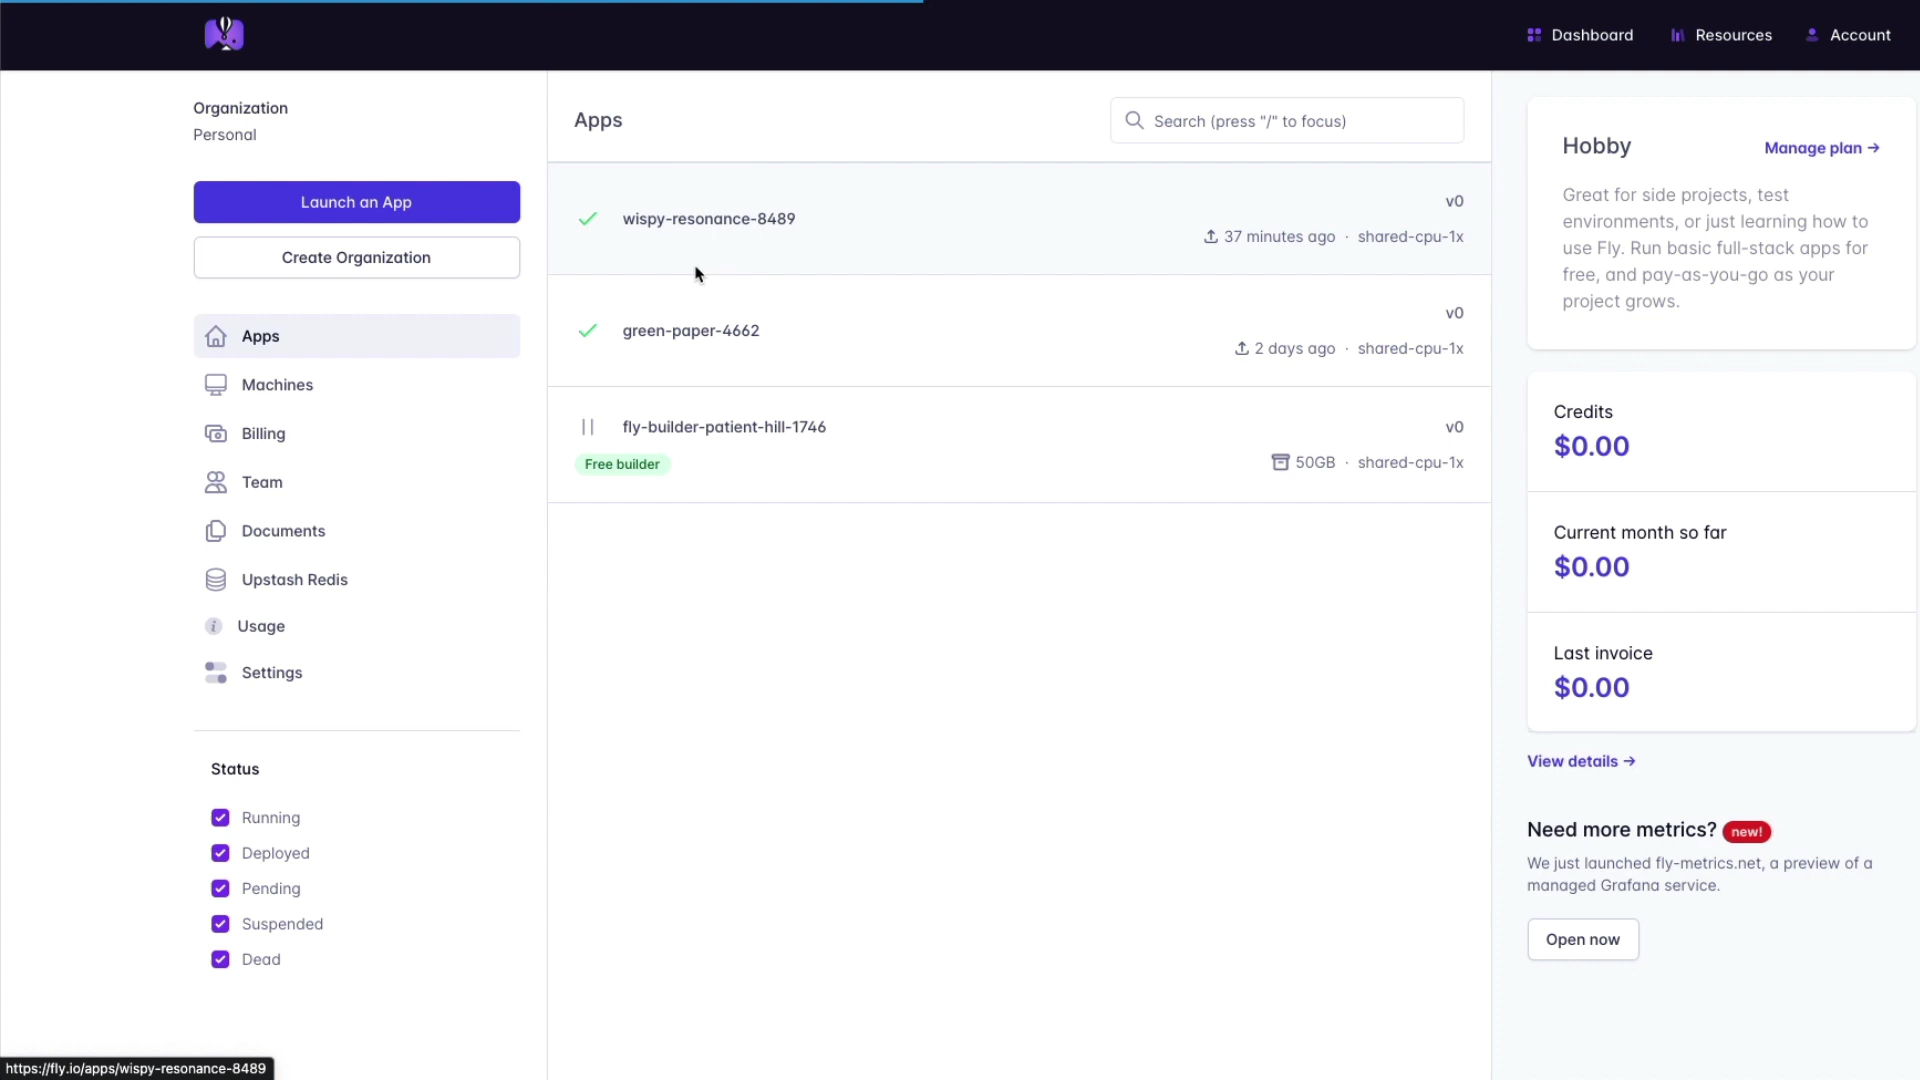 Dashboard
Resources
Account
Organization
Personal
Launch an App
Create Organization
Apps
Machines
Billing
Team
Documents
Upstash Redis
Usage
Settings
Status
Running
Deployed
Pending
Suspended
Dead
Apps
Search (press "/" to focus)
wispy-resonance-8489
v0
37 minutes ago · shared-cpu-1x
green-paper-4662
v0
2 days ago · shared-cpu-1x
fly-builder-patient-hill-1746
v0
Free builder
50GB · shared-cpu-1x
Hobby
Manage plan →
Great for side projects, test
environments, or just learning how to
use Fly. Run basic full-stack apps for
free, and pay-as-you-go as your
project grows.
Credits
$0.00
Current month so far
$0.00
Last invoice
$0.00
View details →
Need more metrics? new!
We just launched fly-metrics.net, a preview of a
managed Grafana service.
Open now
https://fly.io/apps/wispy-resonance-8489